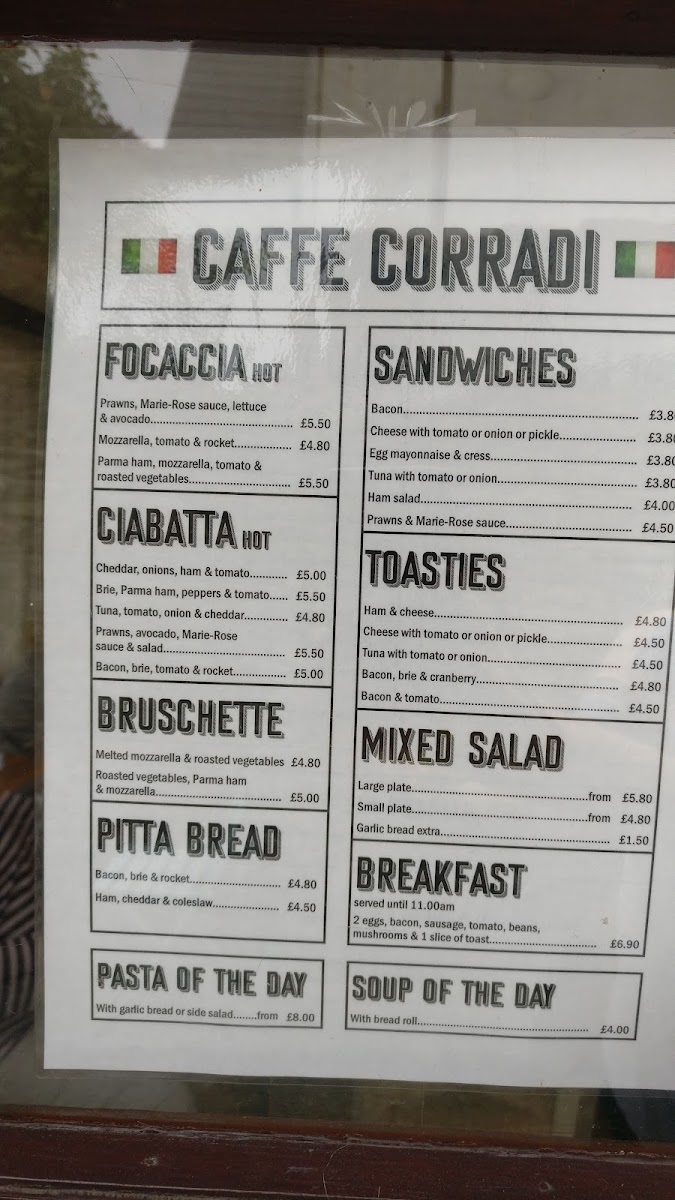 CAFFE CORRADI
FOCACCIA HOT
Prawns, Marie-Rose sauce, lettuce
& avocado............................................ £5.50
Mozzarella, tomato & rocket................. £4.80
Parma ham, mozzarella, tomato &
roasted vegetables............................... £5.50
CIABATTA HOT
Cheddar, onions, ham & tomato............ £5.00
Brie, Parma ham, peppers & tomato...... £5.50
Tuna, tomato, onion & cheddar.............. £4.80
Prawns, avocado, Marie-Rose
sauce & salad....................................... £5.50
Bacon, brie, tomato & rocket................ £5.00
BRUSCHETTE
Melted mozzarella & roasted vegetables £4.80
Roasted vegetables, Parma ham
& mozzarella......................................... £5.00
PITTA BREAD
Bacon, brie & rocket............................. £4.80
Ham, cheddar & coleslaw..................... £4.50
PASTA OF THE DAY
With garlic bread or side salad........from £8.00
SANDWICHES
Bacon...................................................................... £3.8
Cheese with tomato or onion or pickle....................... £3.80
Egg mayonnaise & cress............................................ £3.80
Tuna with tomato or onion.......................................... £3.80
Ham salad................................................................ £4.00
Prawns & Marie-Rose sauce...................................... £4.50
TOASTIES
Ham & cheese.......................................................... £4.80
Cheese with tomato or onion or pickle...................... £4.50
Tuna with tomato or onion........................................ £4.50
Bacon, brie & cranberry........................................... £4.80
Bacon & tomato...................................................... £4.50
MIXED SALAD
Large plate...........................................................from £5.80
Small plate...........................................................from £4.80
Garlic bread extra.................................................. £1.50
BREAKFAST
served until 11.00am
2 eggs, bacon, sausage, tomato, beans,
mushrooms & 1 slice of toast................................ £6.90
SOUP OF THE DAY
With bread roll..................................................... £4.00